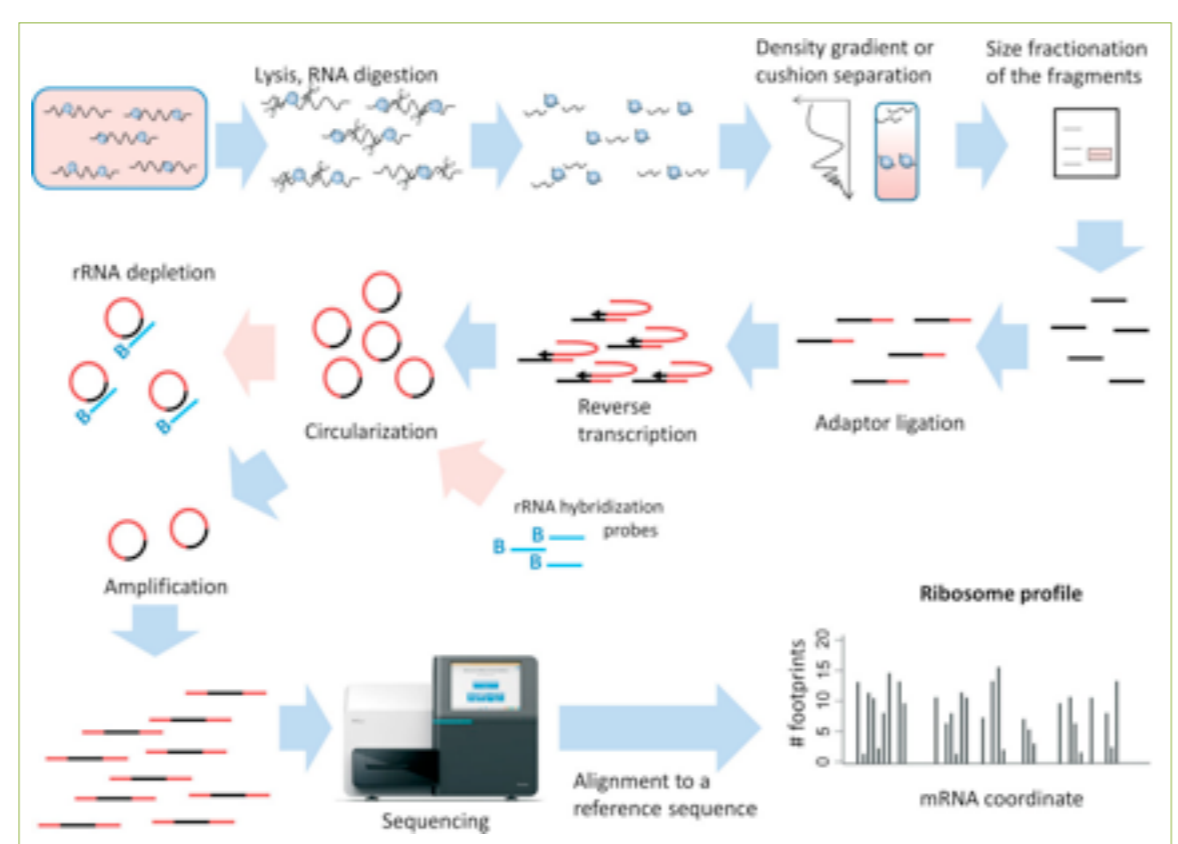 Lysis, RNA digestion
Density gradient or
cushion separation
Size fractionation
of the fragments
rRNA depletion
B
B
B
Circularization
Reverse
transcription
Adaptor ligation
rRNA hybridization
probes
B
B
B
Amplification
Sequencing
Alignment to a
reference sequence
Ribosome profile
# footprints
20
15
10
5
0
mRNA coordinate